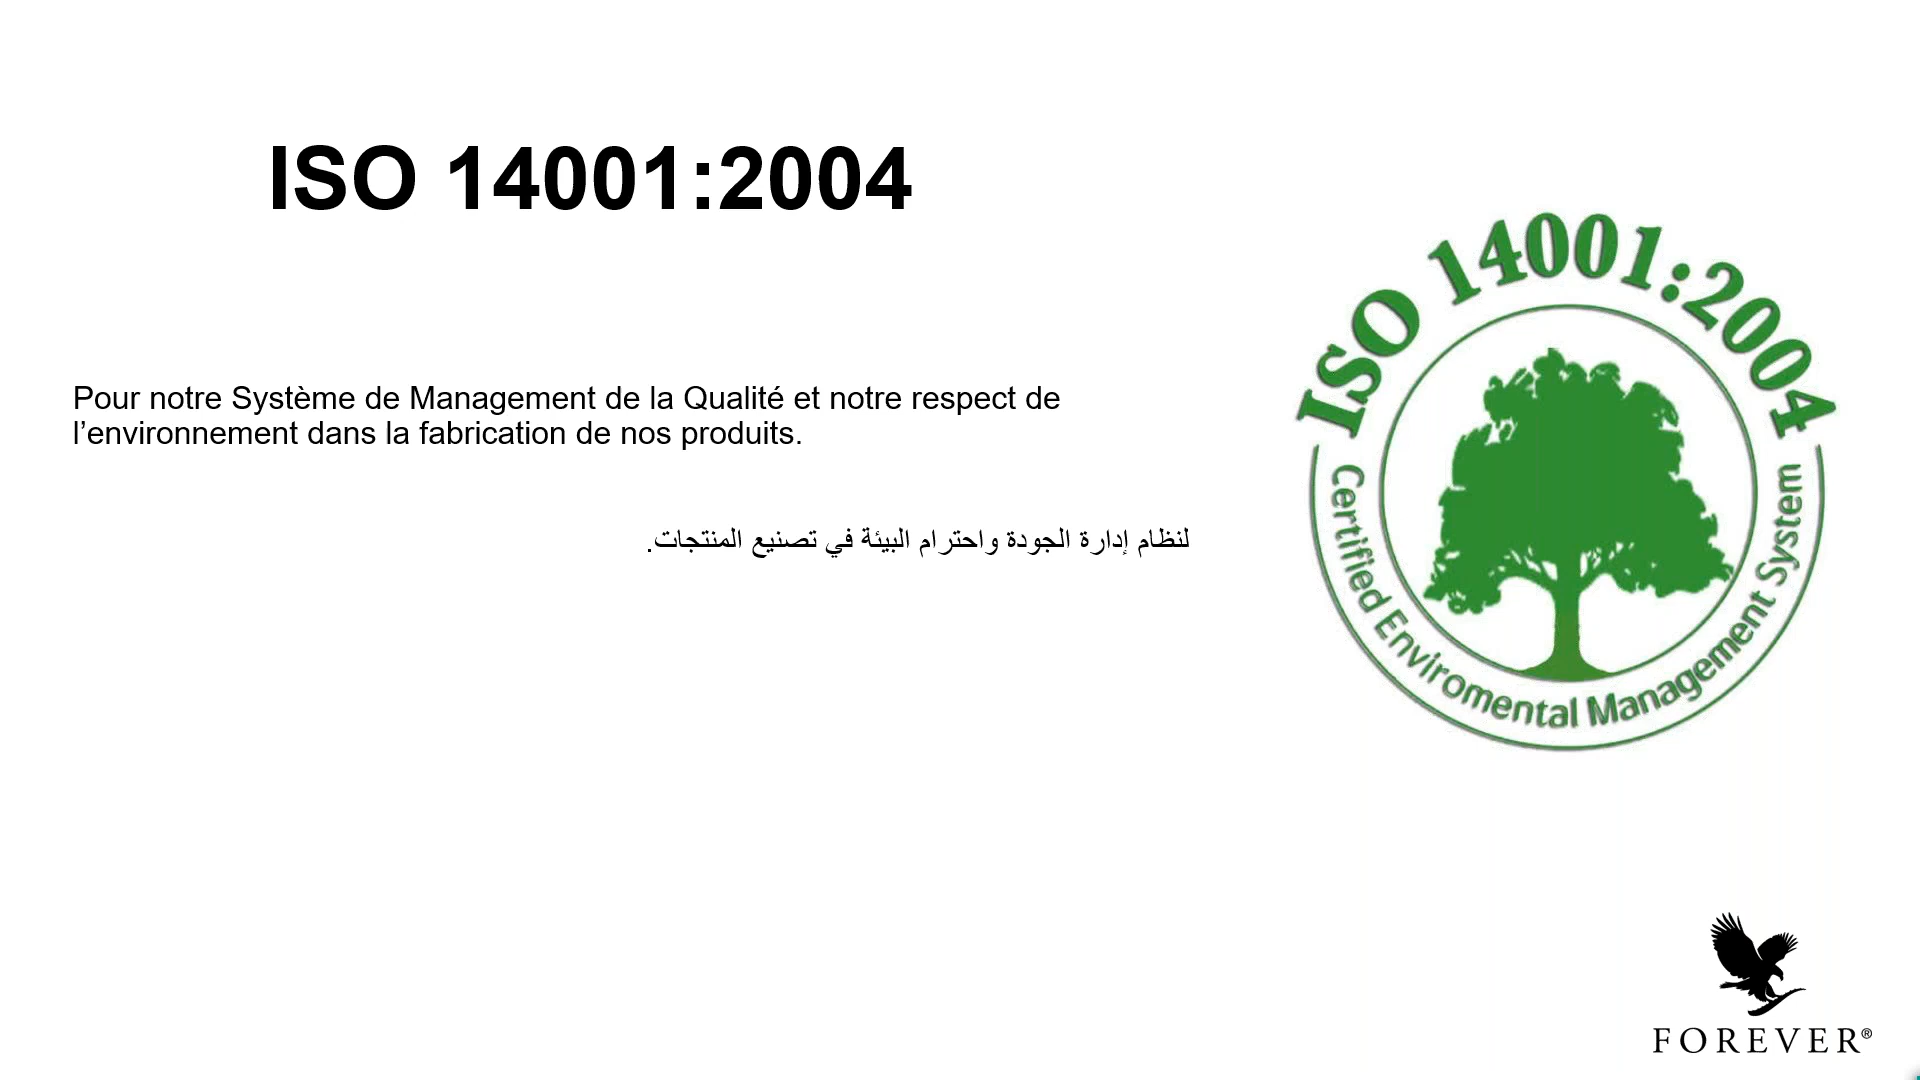 ISO 14001:2004
Pour notre Système de Management de la Qualité et notre respect de
l’environnement dans la fabrication de nos produits.
لنظام إدارة الجودة واحترام البيئة في تصنيع المنتجات.
ISO 14001:2004
Certified Enviromental Management System
FOREVER®